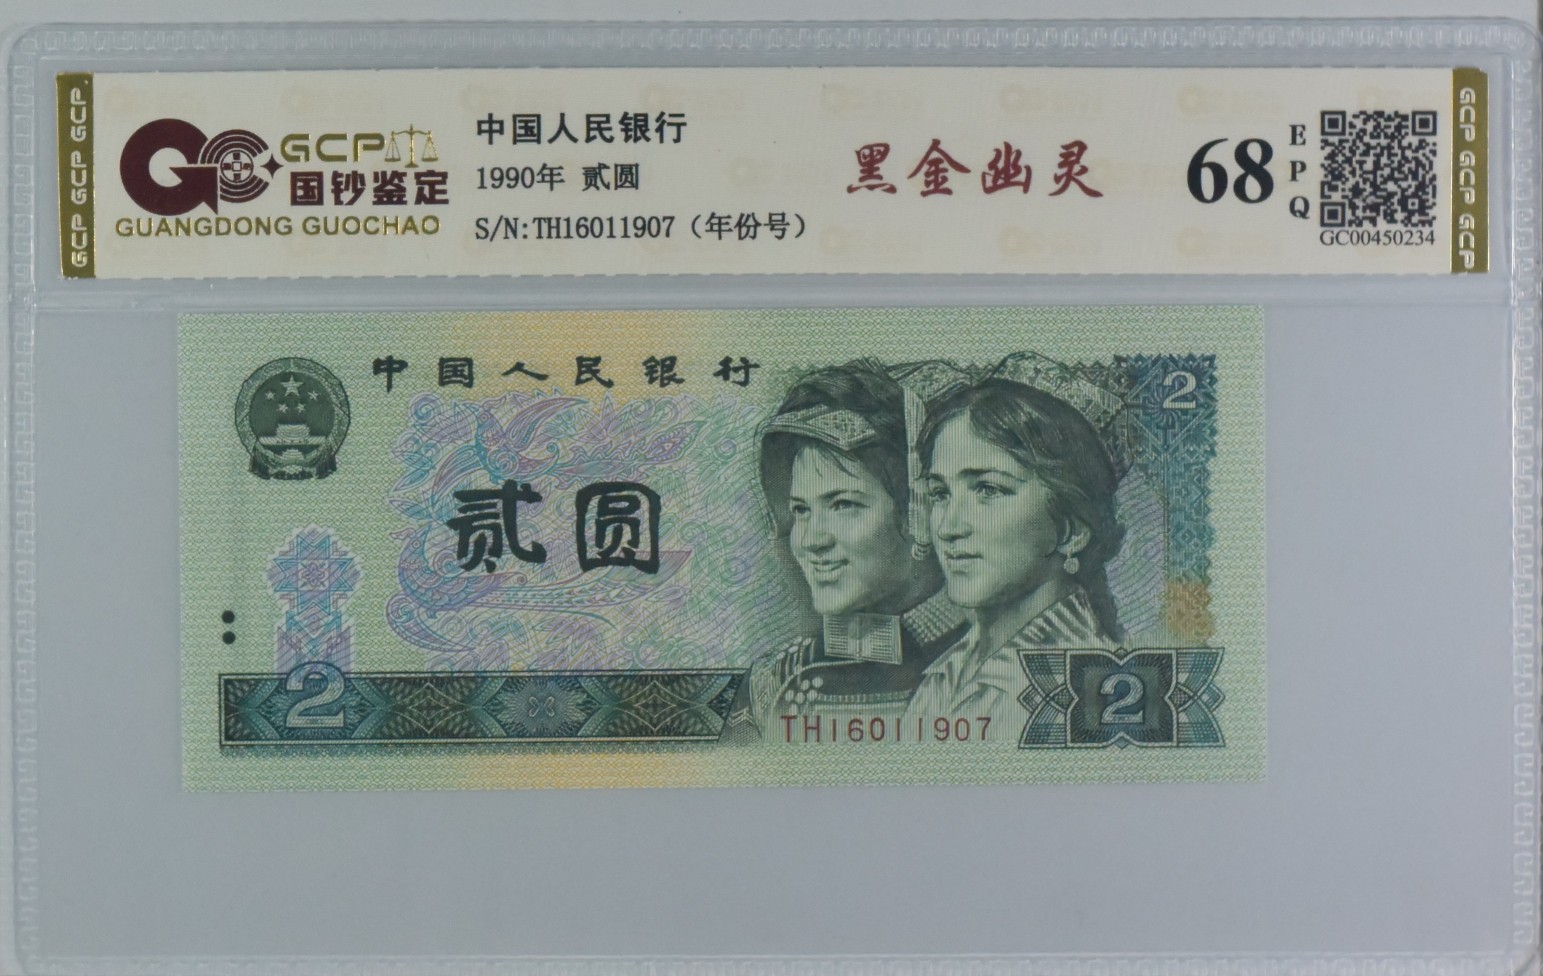 GCP GCP GCP
GCP
国钞鉴定
GUANGDONG GUOCHAO
中国人民银行
1990年 贰圆
S/N:TH16011907（年份号）
黑金幽灵
68
E
P
Q
GC00450234
GCP GCP GCP
中国人民银行
2
贰圆
2
TH16011907
2